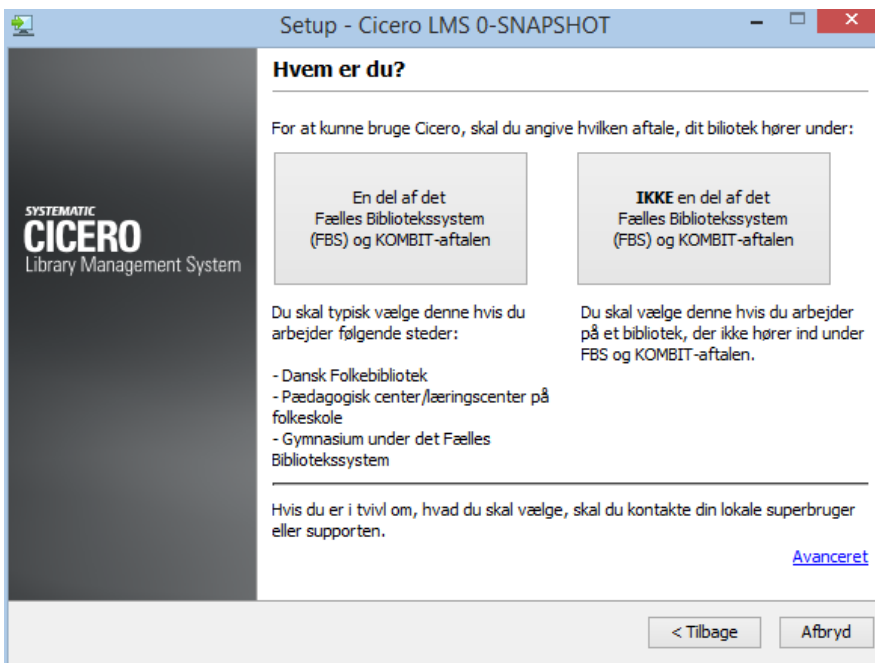 Setup - Cicero LMS 0-SNAPSHOT
Hvem er du?
For at kunne bruge Cicero, skal du angive hvilken aftale, dit biliotek hører under:
En del af det
Fælles Bibliotekssystem
(FBS) og KOMBIT-aftalen
IKKE en del af det
Fælles Bibliotekssystem
(FBS) og KOMBIT-aftalen
SYSTEMATIC
CICERO
Library Management System
Du skal typisk vælge denne hvis du
arbejder følgende steder:
- Dansk Folkebibliotek
- Pædagogisk center/læringscenter på
folkeskole
- Gymnasium under det Fælles
Bibliotekssystem
Du skal vælge denne hvis du arbejder
på et bibliotek, der ikke hører ind under
FBS og KOMBIT-aftalen.
Hvis du er i tvivl om, hvad du skal vælge, skal du kontakte din lokale superbruger
eller supporten.
Avanceret
< Tilbage
Afbryd